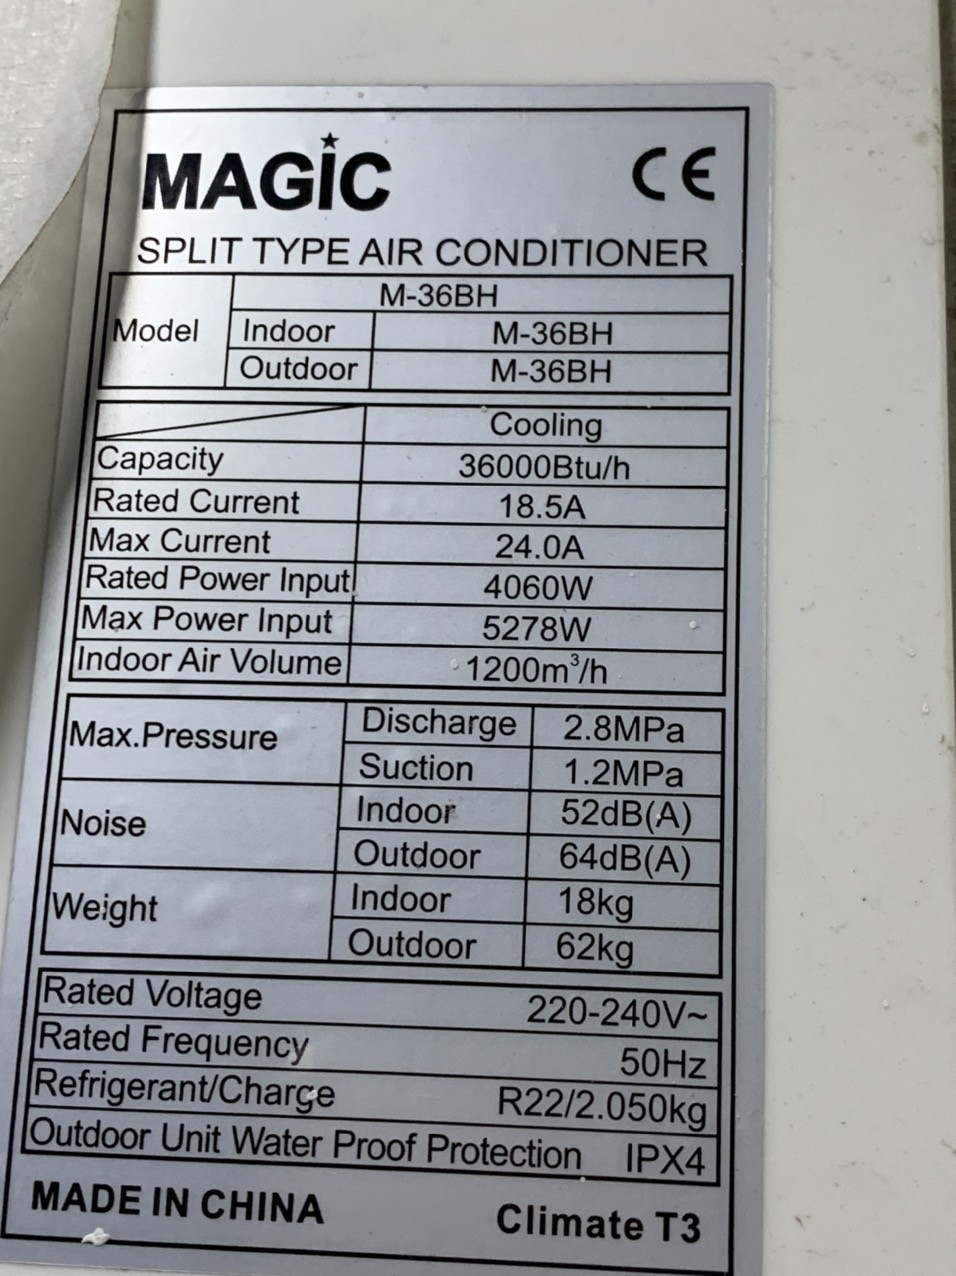 MAGIC
CE
SPLIT TYPE AIR CONDITIONER
Model
M-36BH
Indoor M-36BH
Outdoor M-36BH
Cooling
Capacity 36000Btu/h
Rated Current 18.5A
Max Current 24.0A
Rated Power Input 4060W
Max Power Input 5278W
Indoor Air Volume 1200m³/h
Max.Pressure
Discharge 2.8MPa
Suction 1.2MPa
Noise
Indoor 52dB(A)
Outdoor 64dB(A)
Weight
Indoor 18kg
Outdoor 62kg
Rated Voltage 220-240V~
Rated Frequency 50Hz
Refrigerant/Charge R22/2.050kg
Outdoor Unit Water Proof Protection IPX4
MADE IN CHINA Climate T3